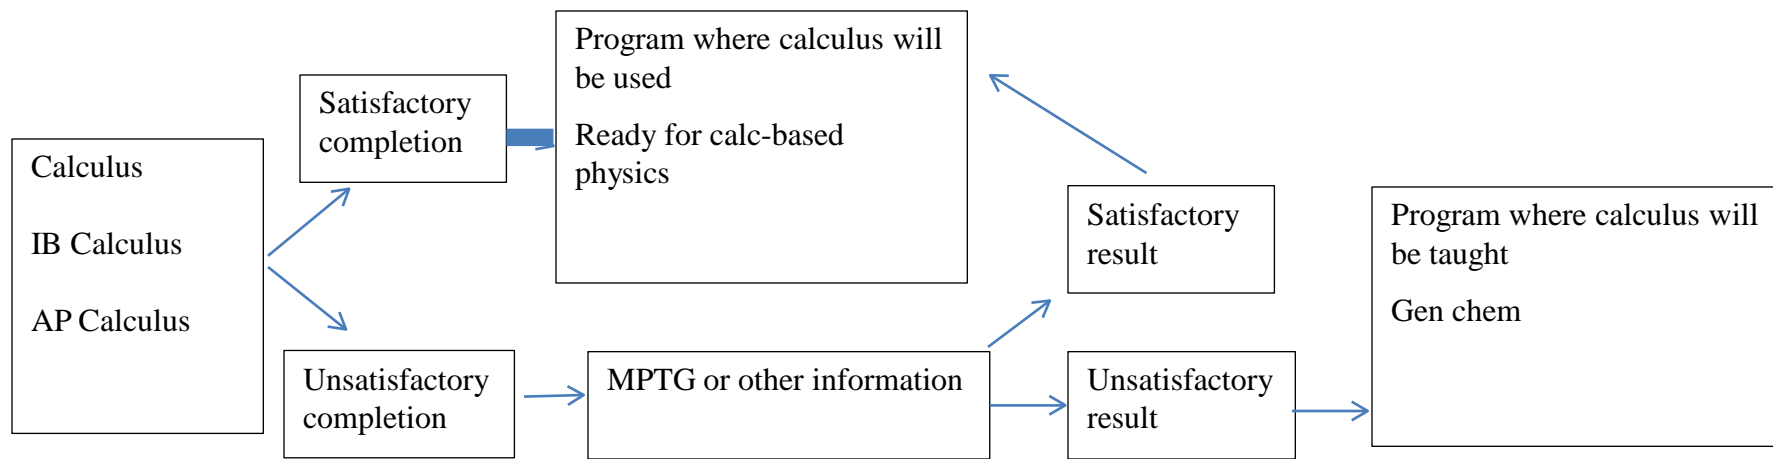 Calculus
IB Calculus
AP Calculus
Satisfactory
completion
Program where calculus will
be used
Ready for calc-based
physics
Unsatisfactory
completion
MPTG or other information
Satisfactory
result
Unsatisfactory
result
Program where calculus will
be taught
Gen chem